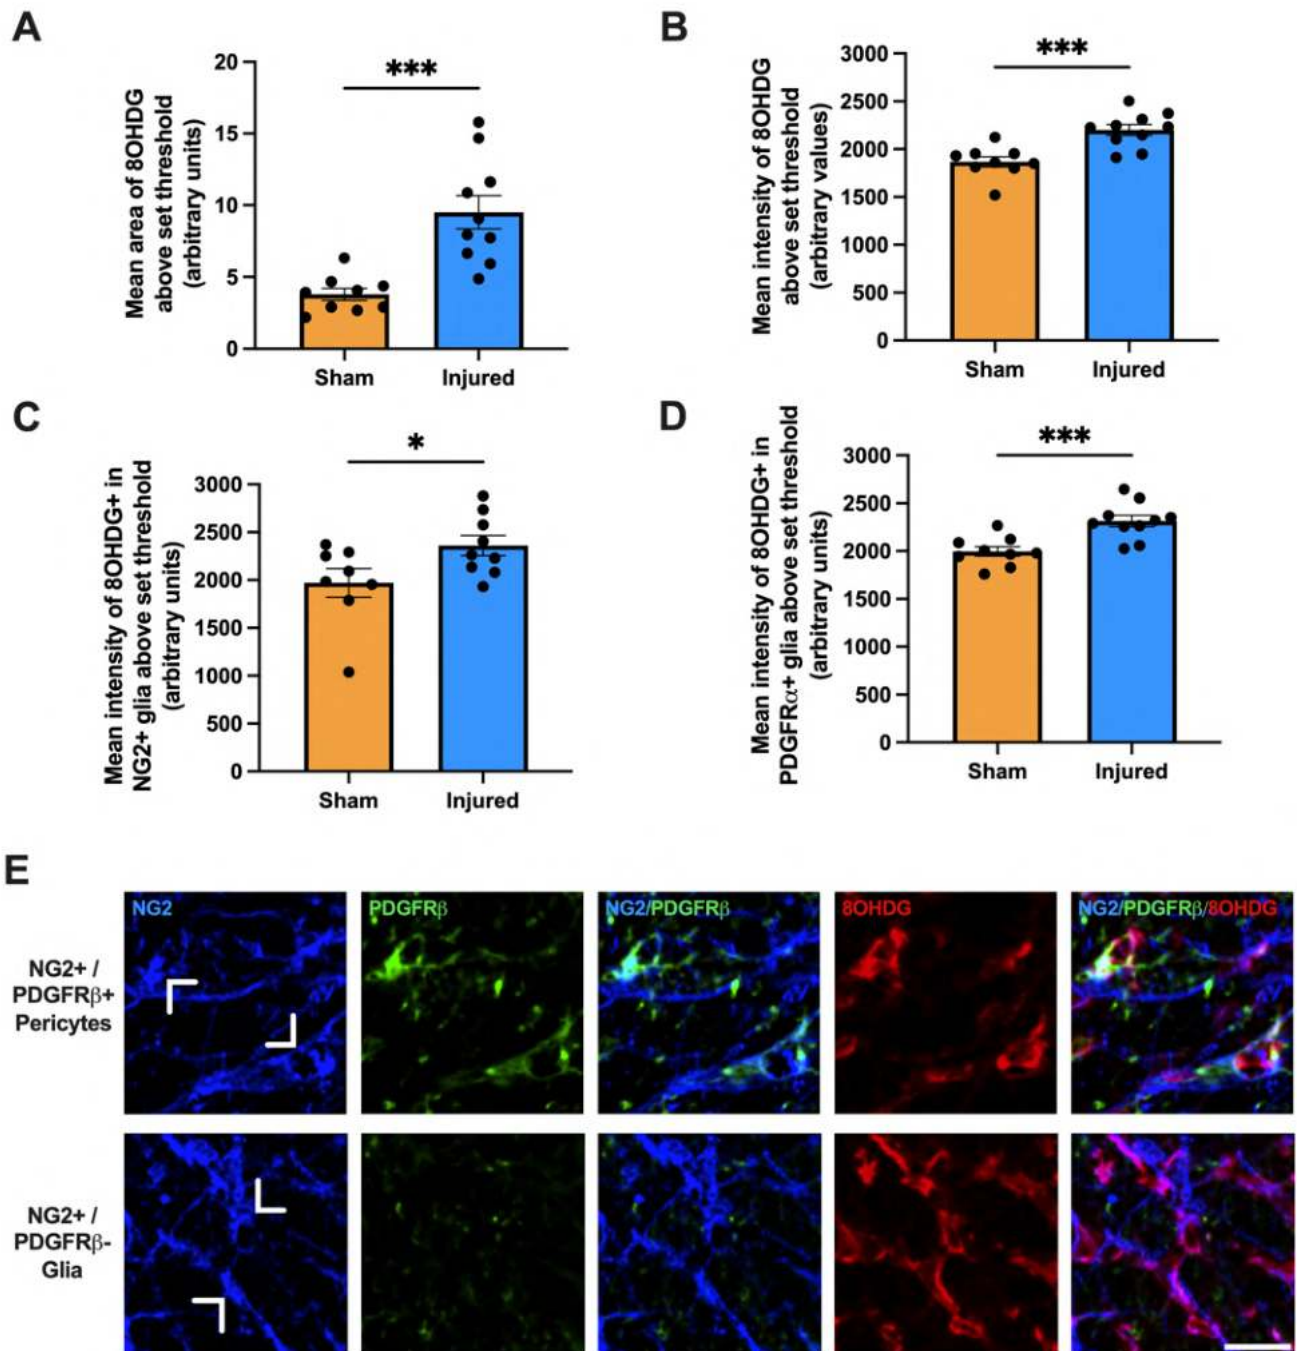 A
Mean area of 8OHDG
above set threshold
(arbitrary units)
20
15
10
5
0
***
Sham
Injured
B
Mean intensity of 8OHDG
above set threshold
(arbitrary values)
3000
2500
2000
1500
1000
500
0
***
Sham
Injured
C
Mean intensity of 8OHDG+ in
NG2+ glia above set threshold
(arbitrary units)
3000
2500
2000
1500
1000
500
0
*
Sham
Injured
D
Mean intensity of 8OHDG+ in
PDGFRα+ glia above set threshold
(arbitrary units)
3000
2500
2000
1500
1000
500
0
***
Sham
Injured
E
NG2+ /
PDGFRβ+
Pericytes
NG2
PDGFRβ
NG2/PDGFRβ
8OHDG
NG2/PDGFRβ/8OHDG
NG2+ /
PDGFRβ-
Glia